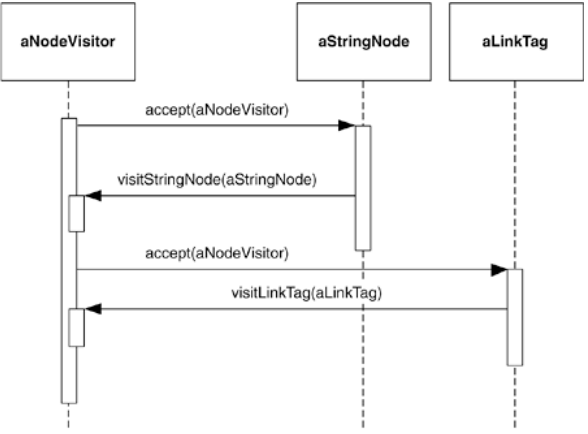 aNodeVisitor
aStringNode
aLinkTag
accept(aNodeVisitor)
visitStringNode(aStringNode)
accept(aNodeVisitor)
visitLinkTag(aLinkTag)